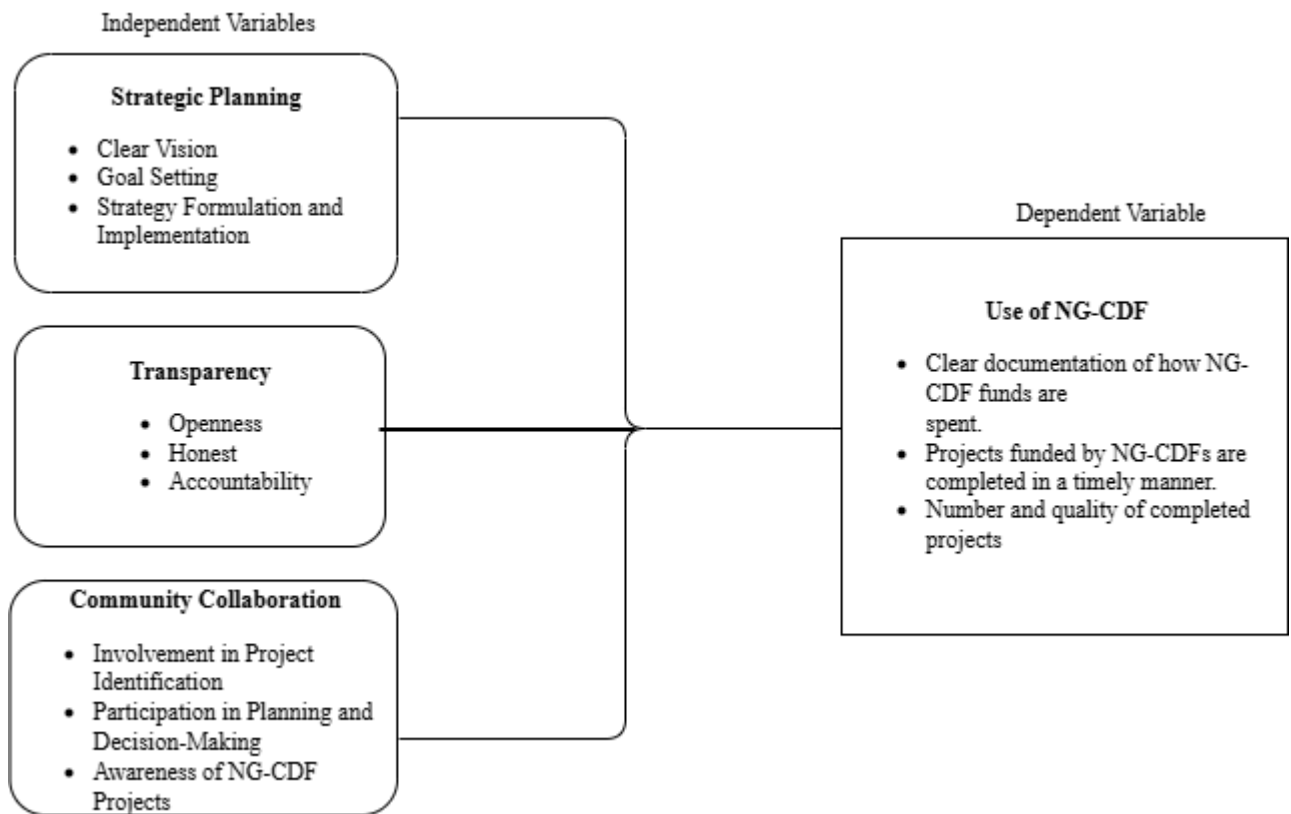 Independent Variables
Strategic Planning
• Clear Vision
• Goal Setting
• Strategy Formulation and
Implementation
Transparency
• Openness
• Honest
• Accountability
Community Collaboration
• Involvement in Project
Identification
• Participation in Planning and
Decision-Making
• Awareness of NG-CDF
Projects
Dependent Variable
Use of NG-CDF
• Clear documentation of how NG-
CDF funds are
spent.
• Projects funded by NG-CDFs are
completed in a timely manner.
• Number and quality of completed
projects